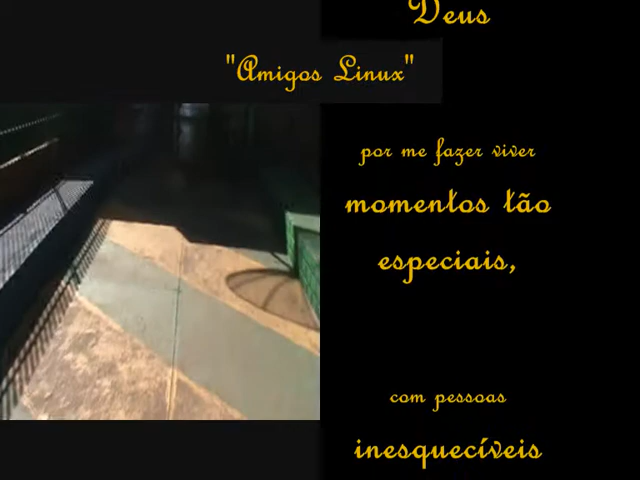 Deus
"Amigos Linux"
por me fazer viver
momentos tão
especiais,
com pessoas
inesquecíveis